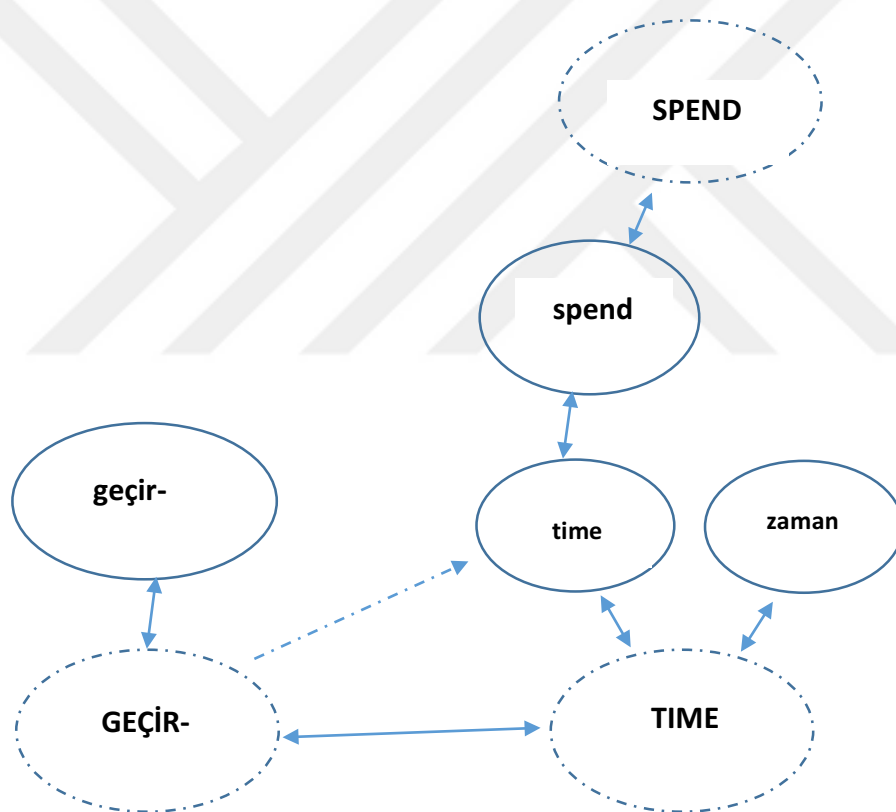 SPEND
spend
geçir-
time
zaman
GEÇİR-
TIME